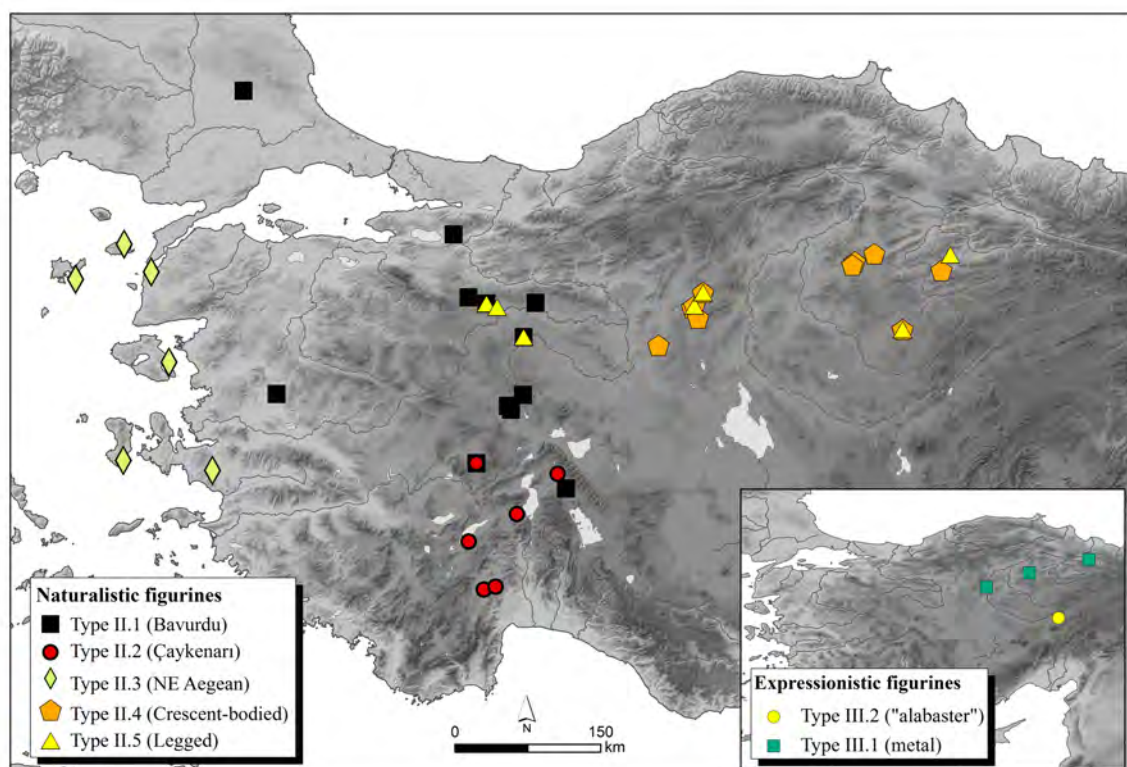 Naturalistic figurines
Type II.1 (Bavurdu)
Type II.2 (Çaykenarı)
Type II.3 (NE Aegean)
Type II.4 (Crescent-bodied)
Type II.5 (Legged)
N
0 150
km
Expressionistic figurines
Type III.2 ("alabaster")
Type III.1 (metal)